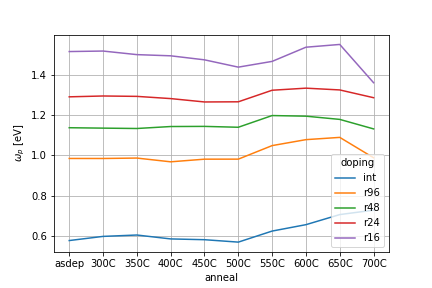 1.4
1.2
1.0
0.8
0.6
ω_p [eV]
asdep 300C 350C 400C 450C 500C 550C 600C 650C 700C
anneal
doping
int
r96
r48
r24
r16